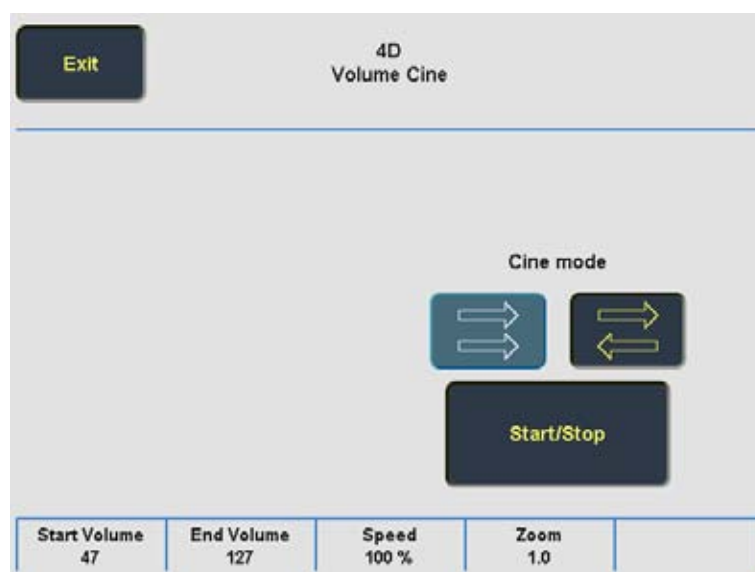 Exit
4D
Volume Cine
Cine mode
Start/Stop
Start Volume
47
End Volume
127
Speed
100 %
Zoom
1.0